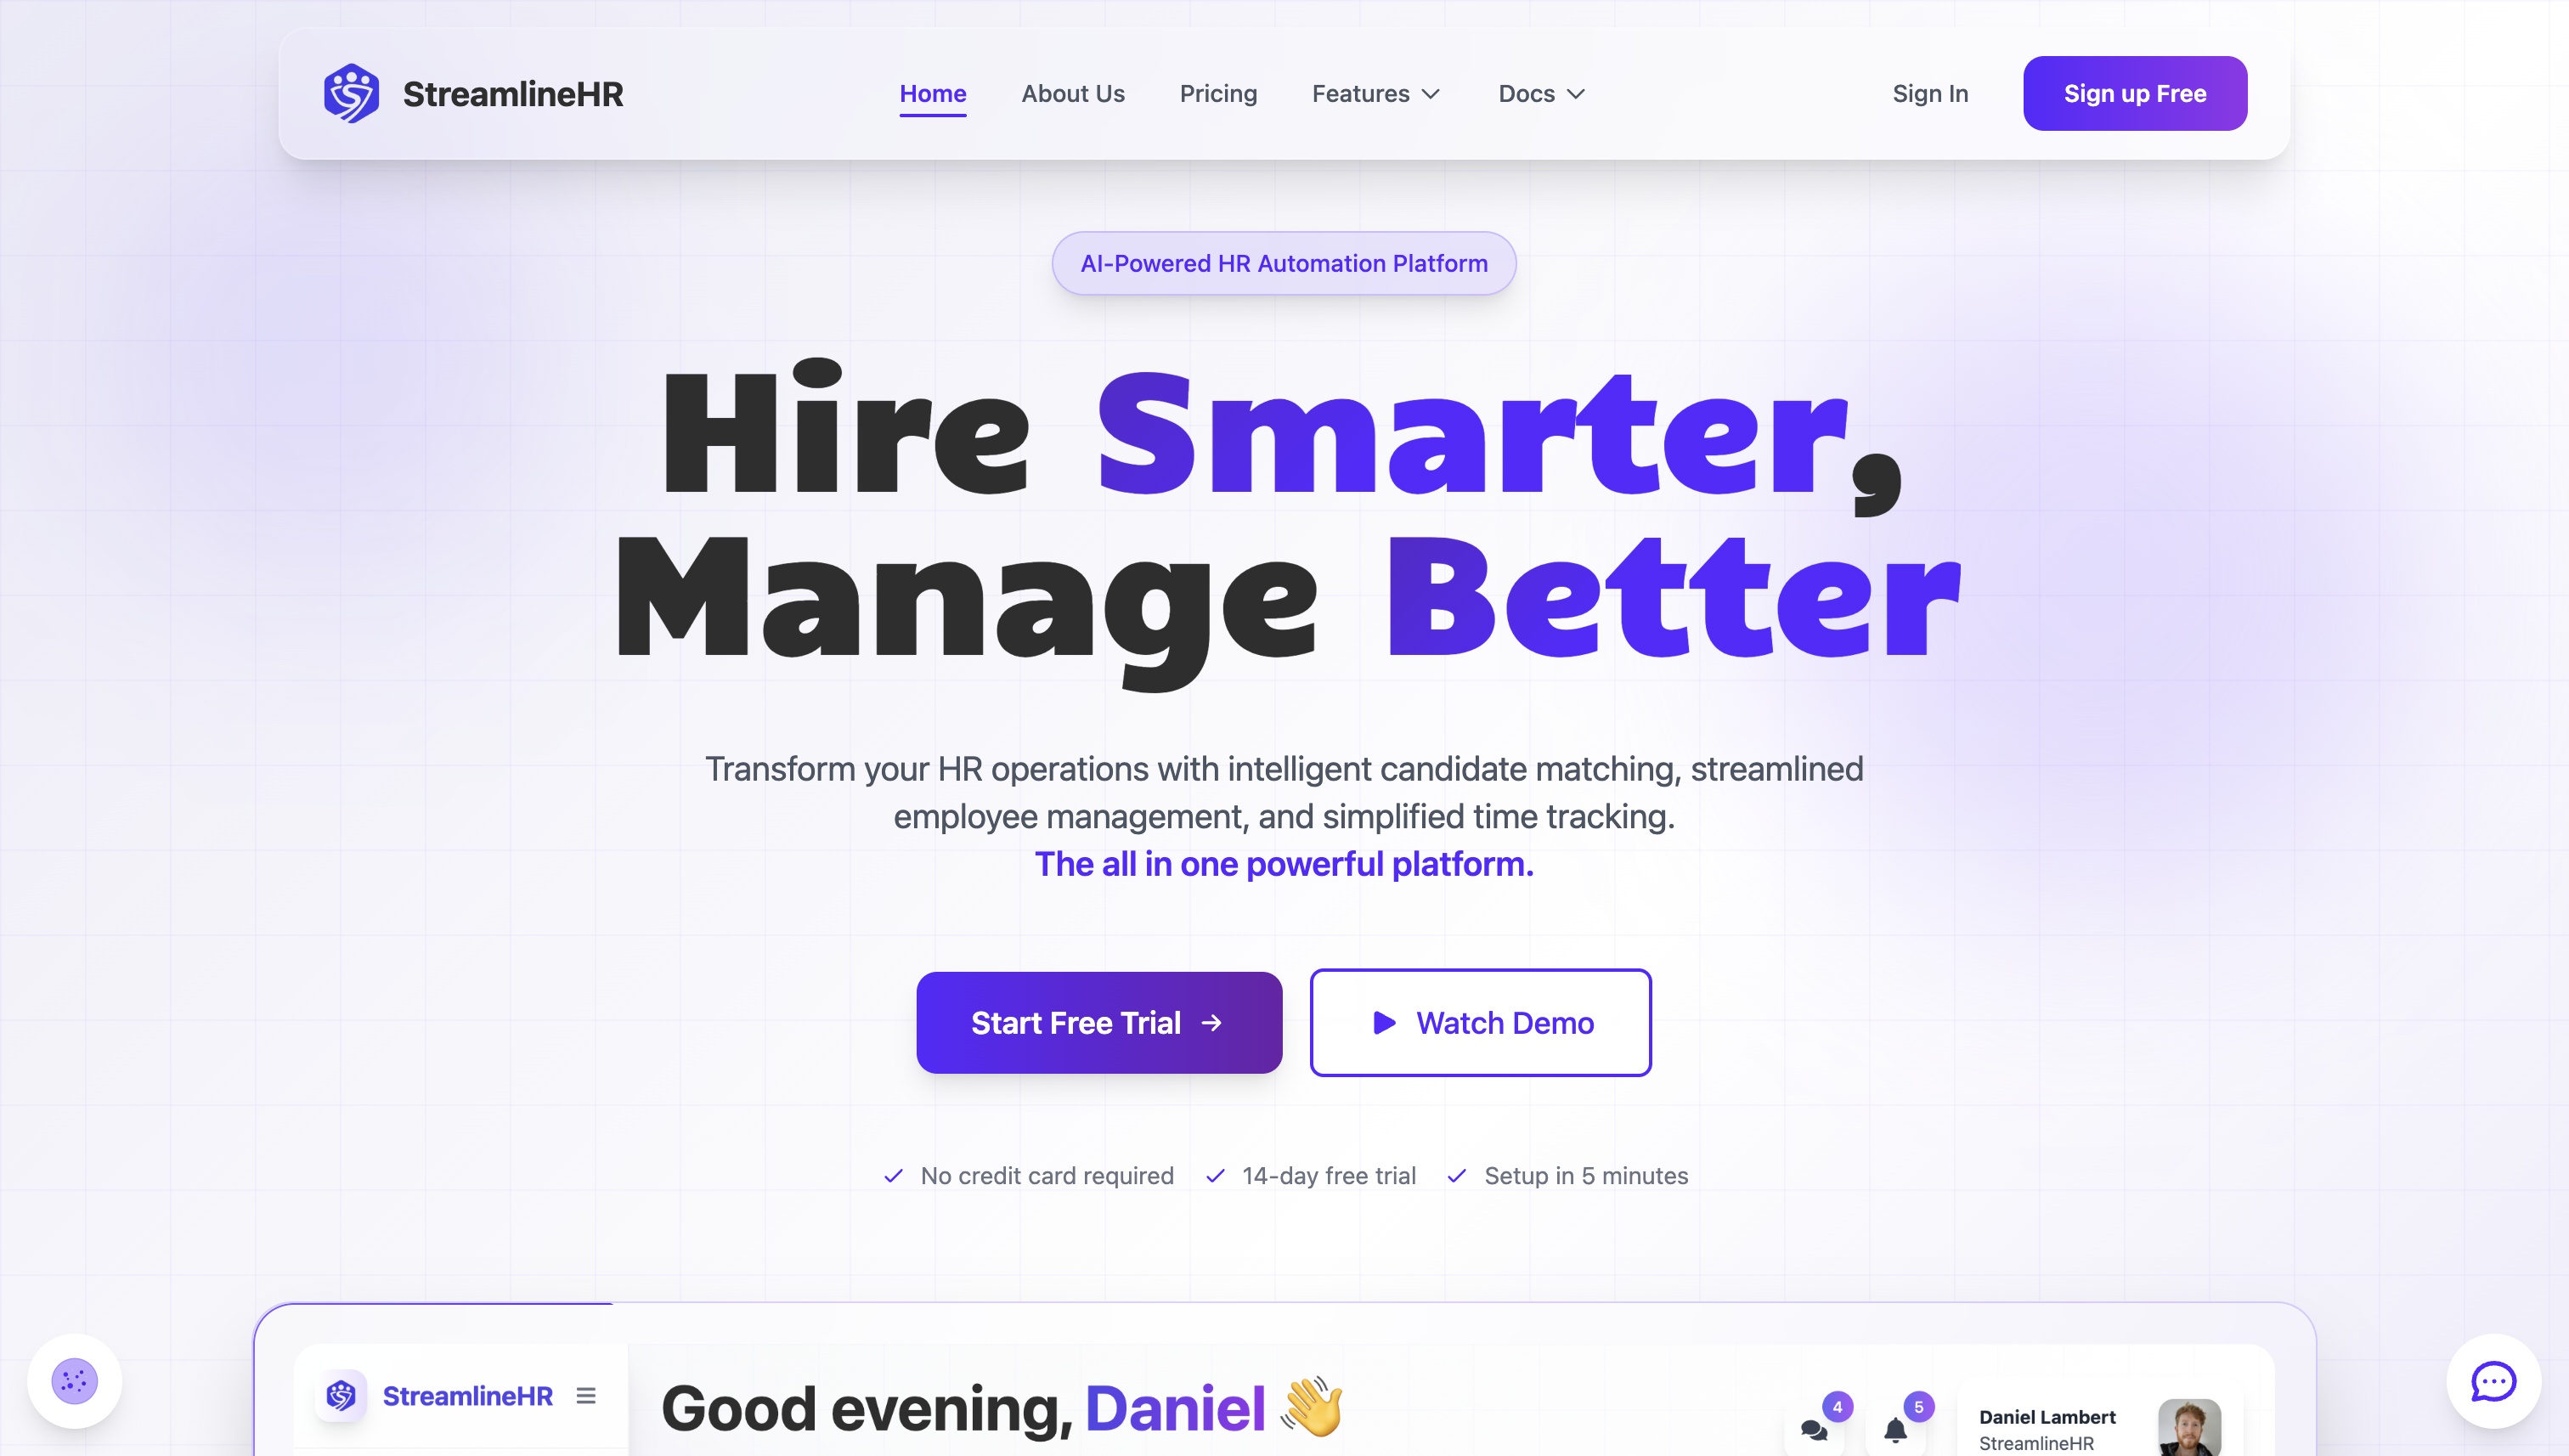 StreamlineHR
Home
About Us
Pricing
Features
Docs
Sign In
Sign up Free
AI-Powered HR Automation Platform
Hire Smarter,
Manage Better
Transform your HR operations with intelligent candidate matching, streamlined
employee management, and simplified time tracking.
The all in one powerful platform.
Start Free Trial
Watch Demo
No credit card required
14-day free trial
Setup in 5 minutes
StreamlineHR
Good evening, Daniel
4
5
Daniel Lambert
StreamlineHR